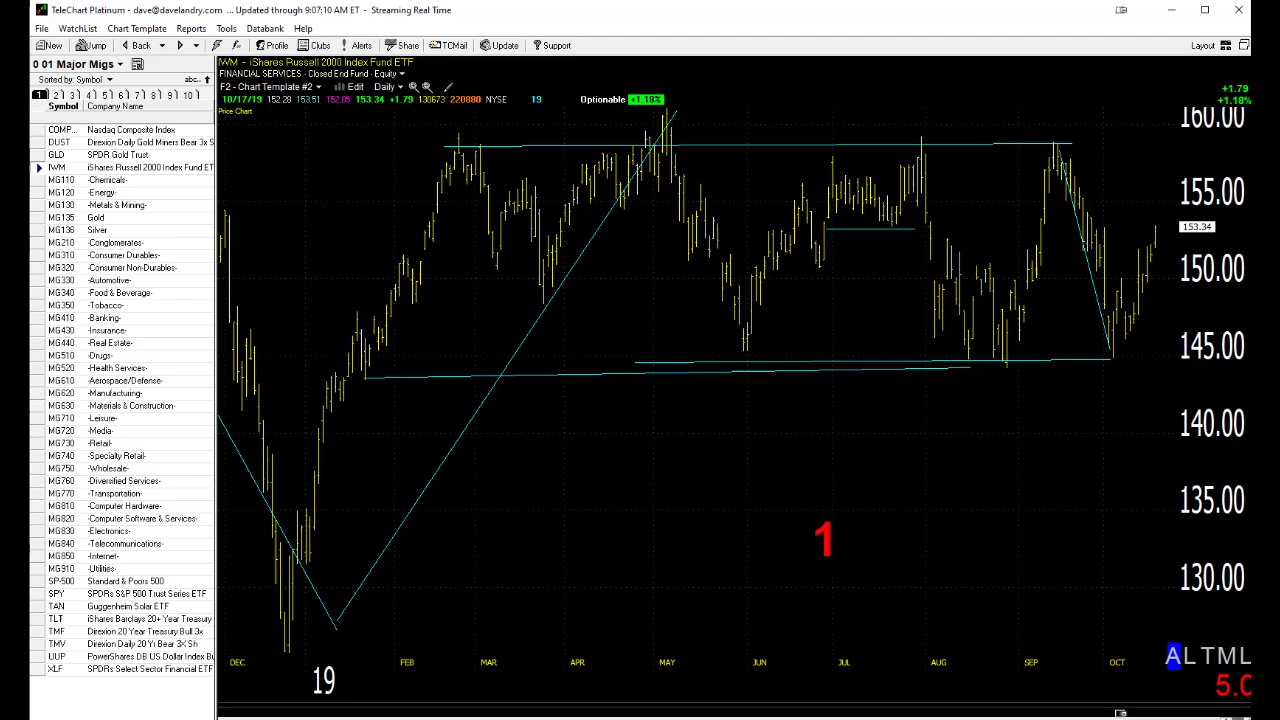 TeleChart Platinum - dave@davelandry.com ... Updated through 9:07:10 AM ET - Streaming Real Time
File WatchList Chart Template Reports Tools Databank Help
New Jump Back Profile Clubs Alerts Share TCMail Update Support Layout
0 01 Major Migs IWM - iShares Russell 2000 Index Fund ETF
FINANCIAL SERVICES - Closed End Fund - Equity
Sorted by: Symbol abc.. F2 - Chart Template #2 Edit Daily
1 2 3 4 5 6 7 8 9 10
10/17/19 152.28 153.51 152.05 153.34 +1.79 130673 220880 NYSE 19 Optionable +1.18%
+1.79
+1.18%
Symbol Company Name
Price Chart
COMP... Nasdaq Composite Index
DUST Direxion Daily Gold Miners Bear 3x S
GLD SPDR Gold Trust
IWM iShares Russell 2000 Index Fund ET
MG110 -Chemicals-
MG120 -Energy-
MG130 -Metals & Mining-
MG135 Gold
MG136 Silver
MG210 -Conglomerates-
MG310 -Consumer Durables-
MG320 -Consumer Non-Durables-
MG330 -Automotive-
MG340 -Food & Beverage-
MG350 -Tobacco-
MG410 -Banking-
MG430 -Insurance-
MG440 -Real Estate-
MG510 -Drugs-
MG520 -Health Services-
MG610 -Aerospace/Defense-
MG620 -Manufacturing-
MG630 -Materials & Construction-
MG710 -Leisure-
MG720 -Media-
MG730 -Retail-
MG740 -Specialty Retail-
MG750 -Wholesale-
MG760 -Diversified Services-
MG770 -Transportation-
MG810 -Computer Hardware-
MG820 -Computer Software & Services-
MG830 -Electronics-
MG840 -Telecommunications-
MG850 -Internet-
MG910 -Utilities-
SP-500 Standard & Poors 500
SPY SPDRs S&P 500 Trust Series ETF
TAN Guggenheim Solar ETF
TLT iShares Barclays 20+ Year Treasury
TMF Direxion 20 Year Treasury Bull 3x
TMV Direxion Daily 20 Yr Bear 3X Sh
UUP PowerShares DB US Dollar Index Bu
XLF SPDRs Select Sector Financial ETF
160.00
155.00
153.34
150.00
145.00
140.00
135.00
130.00
1
DEC FEB MAR APR MAY JUN JUL AUG SEP OCT
19
ALTML
5.0